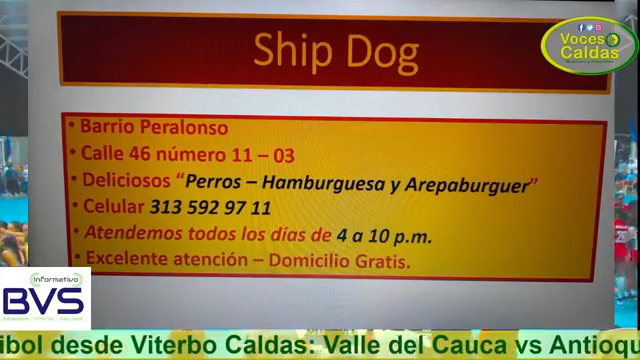 Ship Dog
Voces
Caldas
• Barrio Peralonso
• Calle 46 número 11 – 03
• Deliciosos “Perros – Hamburguesa y Arepaburguer”
• Celular 313 592 97 11
• Atendemos todos los días de 4 a 10 p.m.
• Excelente atención – Domicilio Gratis.
Informativo
BVS
ibol desde Viterbo Caldas: Valle del Cauca vs Antioqu